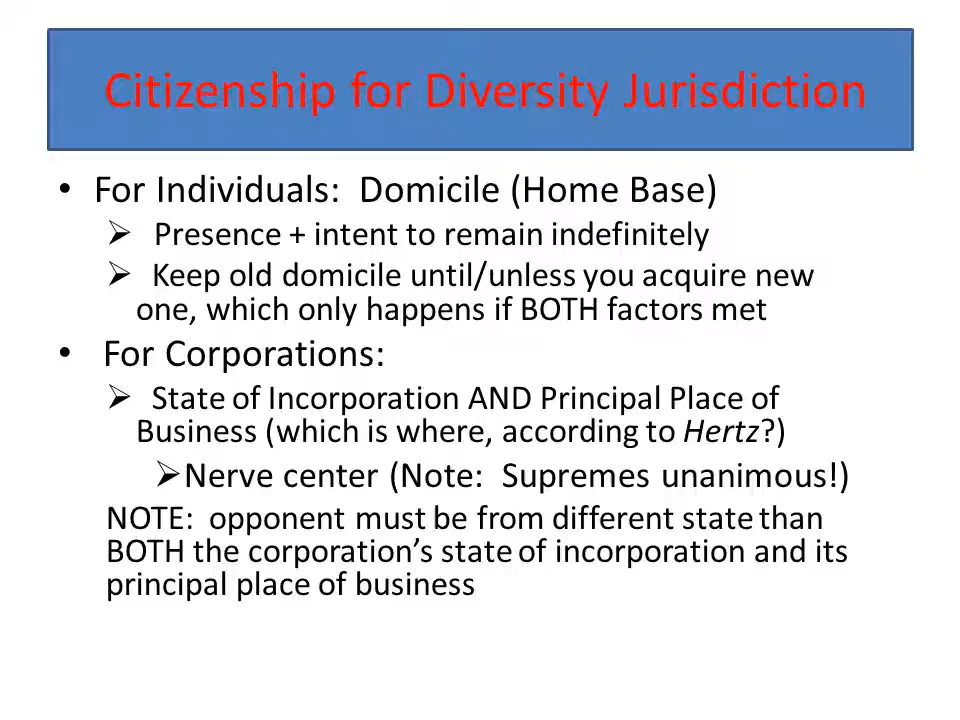 Citizenship for Diversity Jurisdiction
• For Individuals: Domicile (Home Base)
➢ Presence + intent to remain indefinitely
➢ Keep old domicile until/unless you acquire new
one, which only happens if BOTH factors met
• For Corporations:
➢ State of Incorporation AND Principal Place of
Business (which is where, according to Hertz?)
➢Nerve center (Note: Supremes unanimous!)
NOTE: opponent must be from different state than
BOTH the corporation’s state of incorporation and its
principal place of business